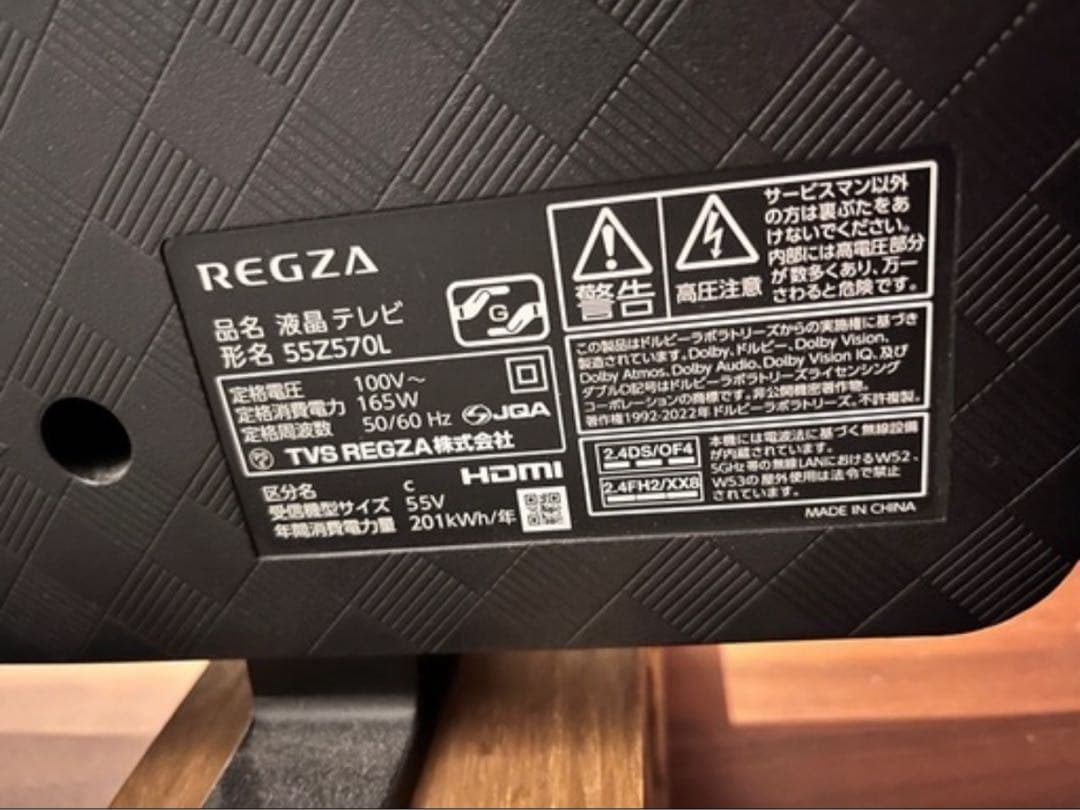 REGZA
品名 液晶テレビ
形名 55Z570L
G
定格電圧 100V～
定格消費電力 165W
定格周波数 50/60 Hz
JQA
PS
E
TVS REGZA株式会社
HDMI
区分名 c
受信機型サイズ 55V
年間消費電力量 201kWh/年
警告
高圧注意
サービスマン以外
の方は裏ぶたをあ
けないでください。
内部には高電圧部分
が数多くあり、万一
さわると危険です。
この製品はドルビーラボラトリーズからの実施権に基づき
製造されています。Dolby、ドルビー、Dolby Vision、
Dolby Atmos、Dolby Audio、Dolby Vision IQ、及び
ダブルD記号はドルビーラボラトリーズライセンシング
コーポレーションの商標です。非公開機密著作物。
著作権1992-2022年ドルビーラボラトリーズ。不許複製。
2.4DS/OF4
2.4FH2/XX8
本機には電波法に基づく無線設備
が内蔵されています。
5GHz帯の無線LANにおけるW52、
W53の屋外使用は法令で禁止
されています。
MADE IN CHINA